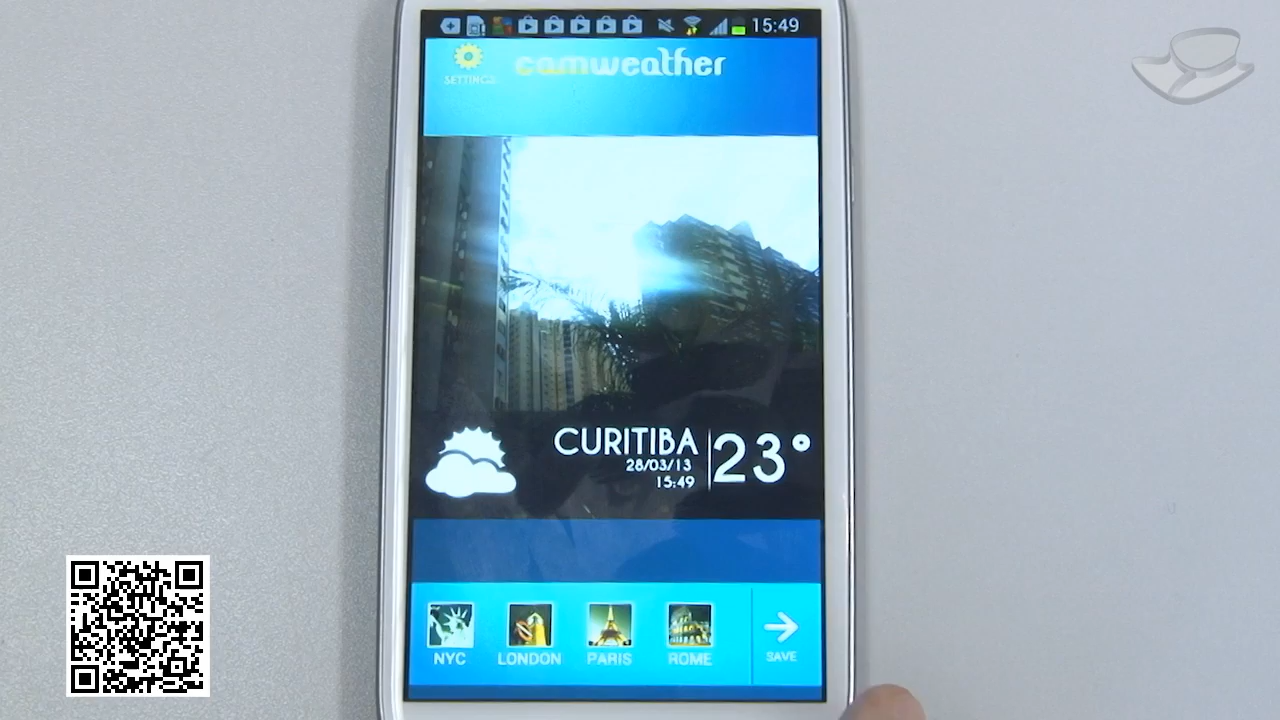 15:49
SETTINGS
camweather
CURITIBA
28/03/13
15:49
23°
NYC
LONDON
PARIS
ROME
SAVE